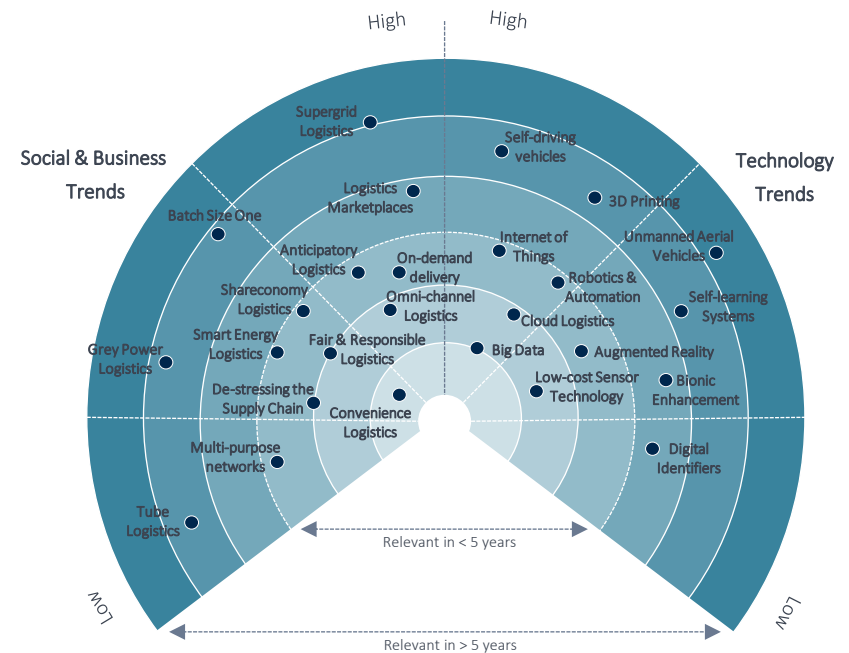 High
High
Supergrid
Logistics
Self-driving
vehicles
Social & Business
Trends
Technology
Trends
Logistics
Marketplaces
3D Printing
Batch Size One
Unmanned Aerial
Vehicles
Internet of
Things
Anticipatory
Logistics
On-demand
delivery
Robotics &
Automation
Shareconomy
Logistics
Omni-channel
Logistics
Self-learning
Systems
Cloud Logistics
Smart Energy
Logistics
Fair & Responsible
Logistics
Big Data
Augmented Reality
Grey Power
Logistics
Low-cost Sensor
Technology
Bionic
Enhancement
De-stressing the
Supply Chain
Convenience
Logistics
Multi-purpose
networks
Digital
Identifiers
Tube
Logistics
Relevant in < 5 years
Low
Low
Relevant in > 5 years